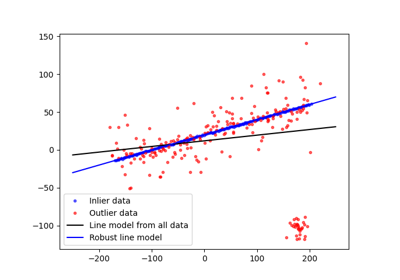 150
100
50
0
−50
−100
Inlier data
Outlier data
Line model from all data
Robust line model
−200
−100
0
100
200